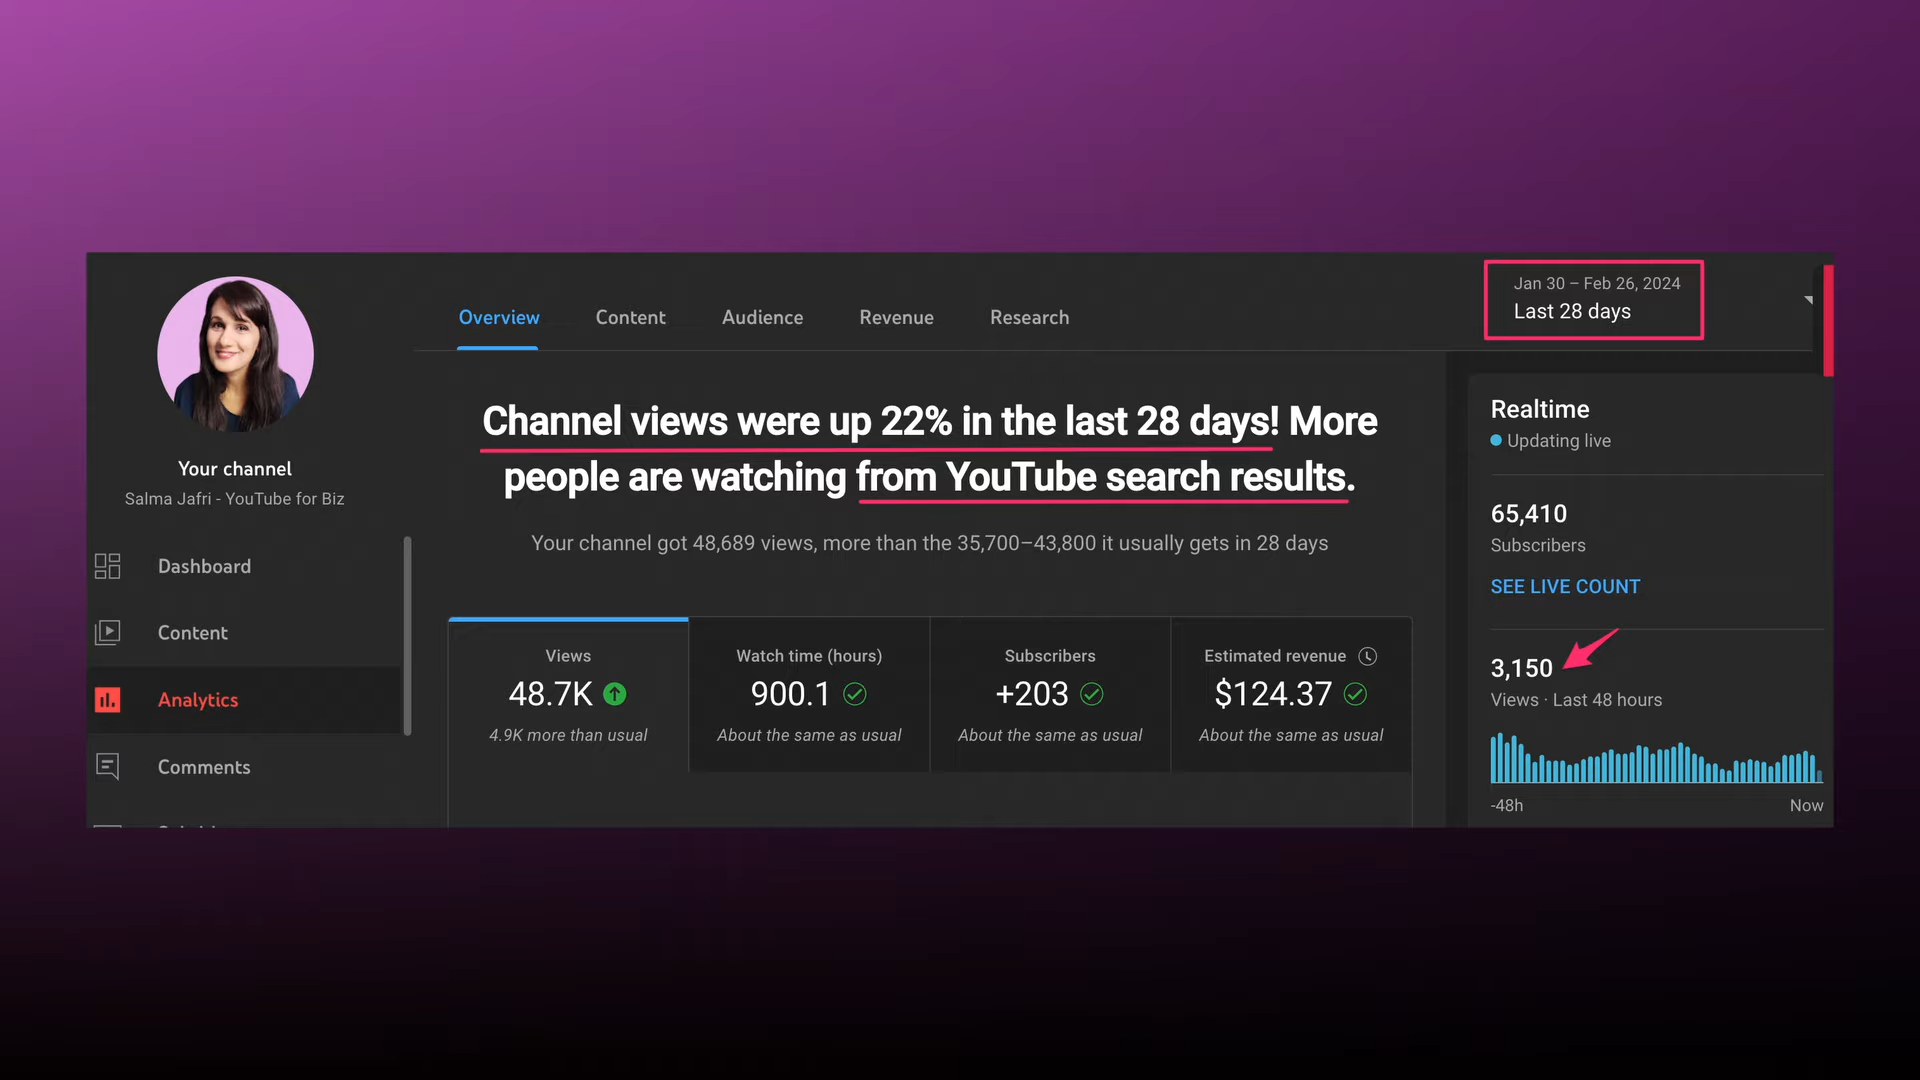 Your channel
Salma Jafri - YouTube for Biz
Dashboard
Content
Analytics
Comments
Overview
Content
Audience
Revenue
Research
Jan 30 – Feb 26, 2024
Last 28 days
Channel views were up 22% in the last 28 days! More
people are watching from YouTube search results.
Your channel got 48,689 views, more than the 35,700–43,800 it usually gets in 28 days
Views
48.7K
4.9K more than usual
Watch time (hours)
900.1
About the same as usual
Subscribers
+203
About the same as usual
Estimated revenue
$124.37
About the same as usual
Realtime
Updating live
65,410
Subscribers
SEE LIVE COUNT
3,150
Views · Last 48 hours
-48h
Now